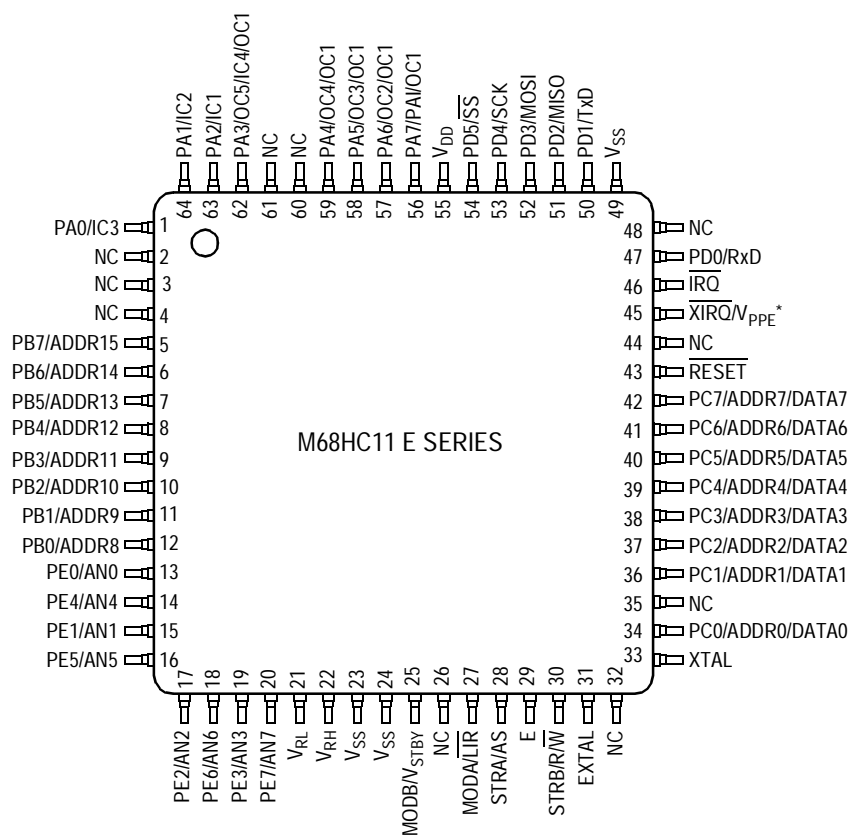 PA1/IC2
PA2/IC1
PA3/OC5/IC4/OC1
NC
NC
PA4/OC4/OC1
PA5/OC3/OC1
PA6/OC2/OC1
PA7/PAI/OC1
VDD
PD5/S̅S̅
PD4/SCK
PD3/MOSI
PD2/MISO
PD1/TxD
VSS
64
63
62
61
60
59
58
57
56
55
54
53
52
51
50
49
PA0/IC3 1
NC 2
NC 3
NC 4
PB7/ADDR15 5
PB6/ADDR14 6
PB5/ADDR13 7
PB4/ADDR12 8
PB3/ADDR11 9
PB2/ADDR10 10
PB1/ADDR9 11
PB0/ADDR8 12
PE0/AN0 13
PE4/AN4 14
PE1/AN1 15
PE5/AN5 16
M68HC11 E SERIES
48 NC
47 PD0/RxD
46 I̅R̅Q̅
45 X̅I̅R̅Q̅/VPPE*
44 NC
43 R̅E̅S̅E̅T̅
42 PC7/ADDR7/DATA7
41 PC6/ADDR6/DATA6
40 PC5/ADDR5/DATA5
39 PC4/ADDR4/DATA4
38 PC3/ADDR3/DATA3
37 PC2/ADDR2/DATA2
36 PC1/ADDR1/DATA1
35 NC
34 PC0/ADDR0/DATA0
33 XTAL
17
18
19
20
21
22
23
24
25
26
27
28
29
30
31
32
PE2/AN2
PE6/AN6
PE3/AN3
PE7/AN7
VRL
VRH
VSS
VSS
MODB/VSTBY
NC
MODA/L̅I̅R̅
STRA/AS
E
STRB/R/W̅
EXTAL
NC